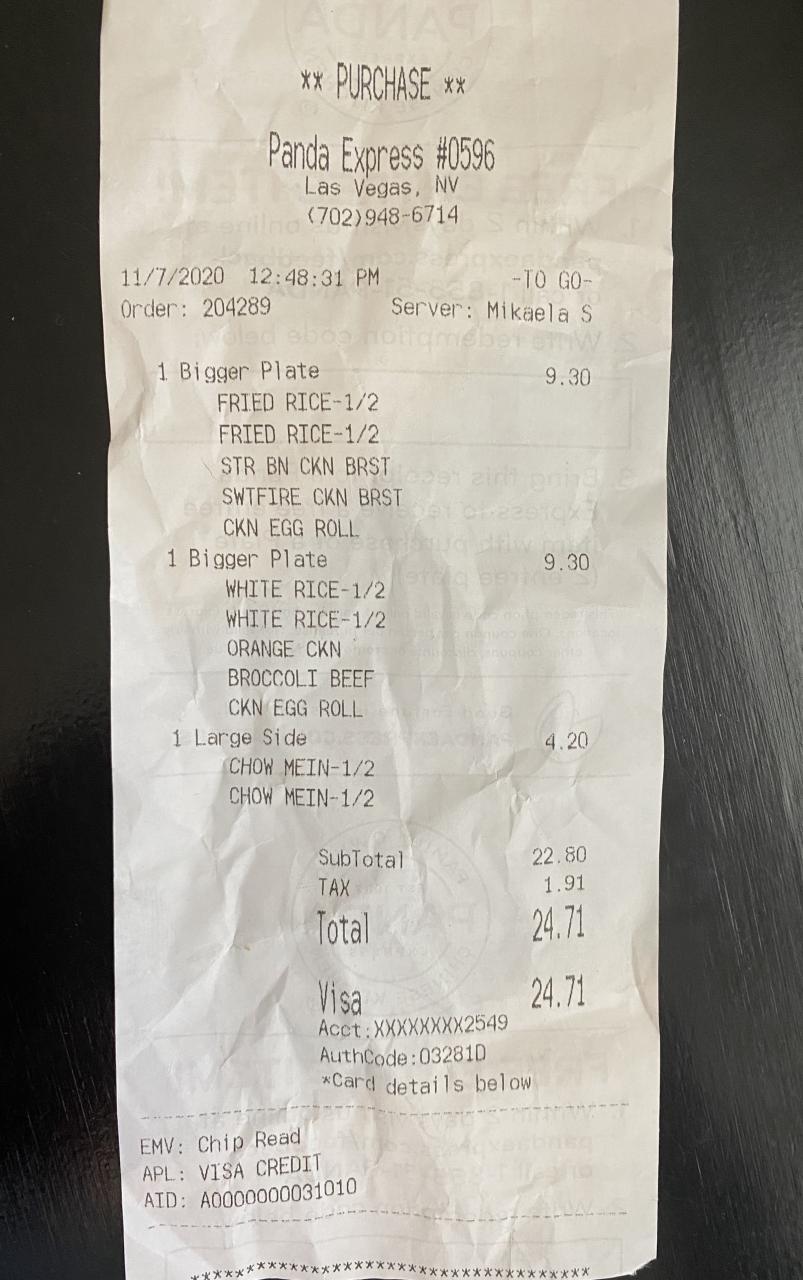 ** PURCHASE **
Panda Express #0596
Las Vegas, NV
(702)948-6714
11/7/2020 12:48:31 PM -TO GO-
Order: 204289 Server: Mikaela S
1 Bigger Plate 9.30
FRIED RICE-1/2
FRIED RICE-1/2
STR BN CKN BRST
SWTFIRE CKN BRST
CKN EGG ROLL
1 Bigger Plate 9.30
WHITE RICE-1/2
WHITE RICE-1/2
ORANGE CKN
BROCCOLI BEEF
CKN EGG ROLL
1 Large Side 4.20
CHOW MEIN-1/2
CHOW MEIN-1/2
SubTotal 22.80
TAX 1.91
Total 24.71
Visa 24.71
Acct:XXXXXXXX2549
AuthCode:03281D
*Card details below
EMV: Chip Read
APL: VISA CREDIT
AID: A0000000031010